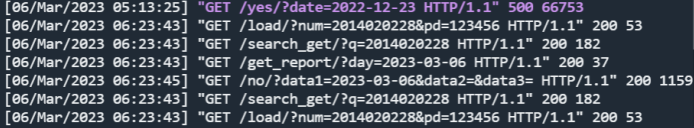 [06/Mar/2023 05:13:25] "GET /yes/?date=2022-12-23 HTTP/1.1" 500 66753
[06/Mar/2023 06:23:43] "GET /load/?num=2014020228&pd=123456 HTTP/1.1" 200 53
[06/Mar/2023 06:23:43] "GET /search_get/?q=2014020228 HTTP/1.1" 200 182
[06/Mar/2023 06:23:43] "GET /get_report/?day=2023-03-06 HTTP/1.1" 200 37
[06/Mar/2023 06:23:45] "GET /no/?data1=2023-03-06&data2=&data3= HTTP/1.1" 200 1159
[06/Mar/2023 06:23:43] "GET /search_get/?q=2014020228 HTTP/1.1" 200 182
[06/Mar/2023 06:23:43] "GET /load/?num=2014020228&pd=123456 HTTP/1.1" 200 53